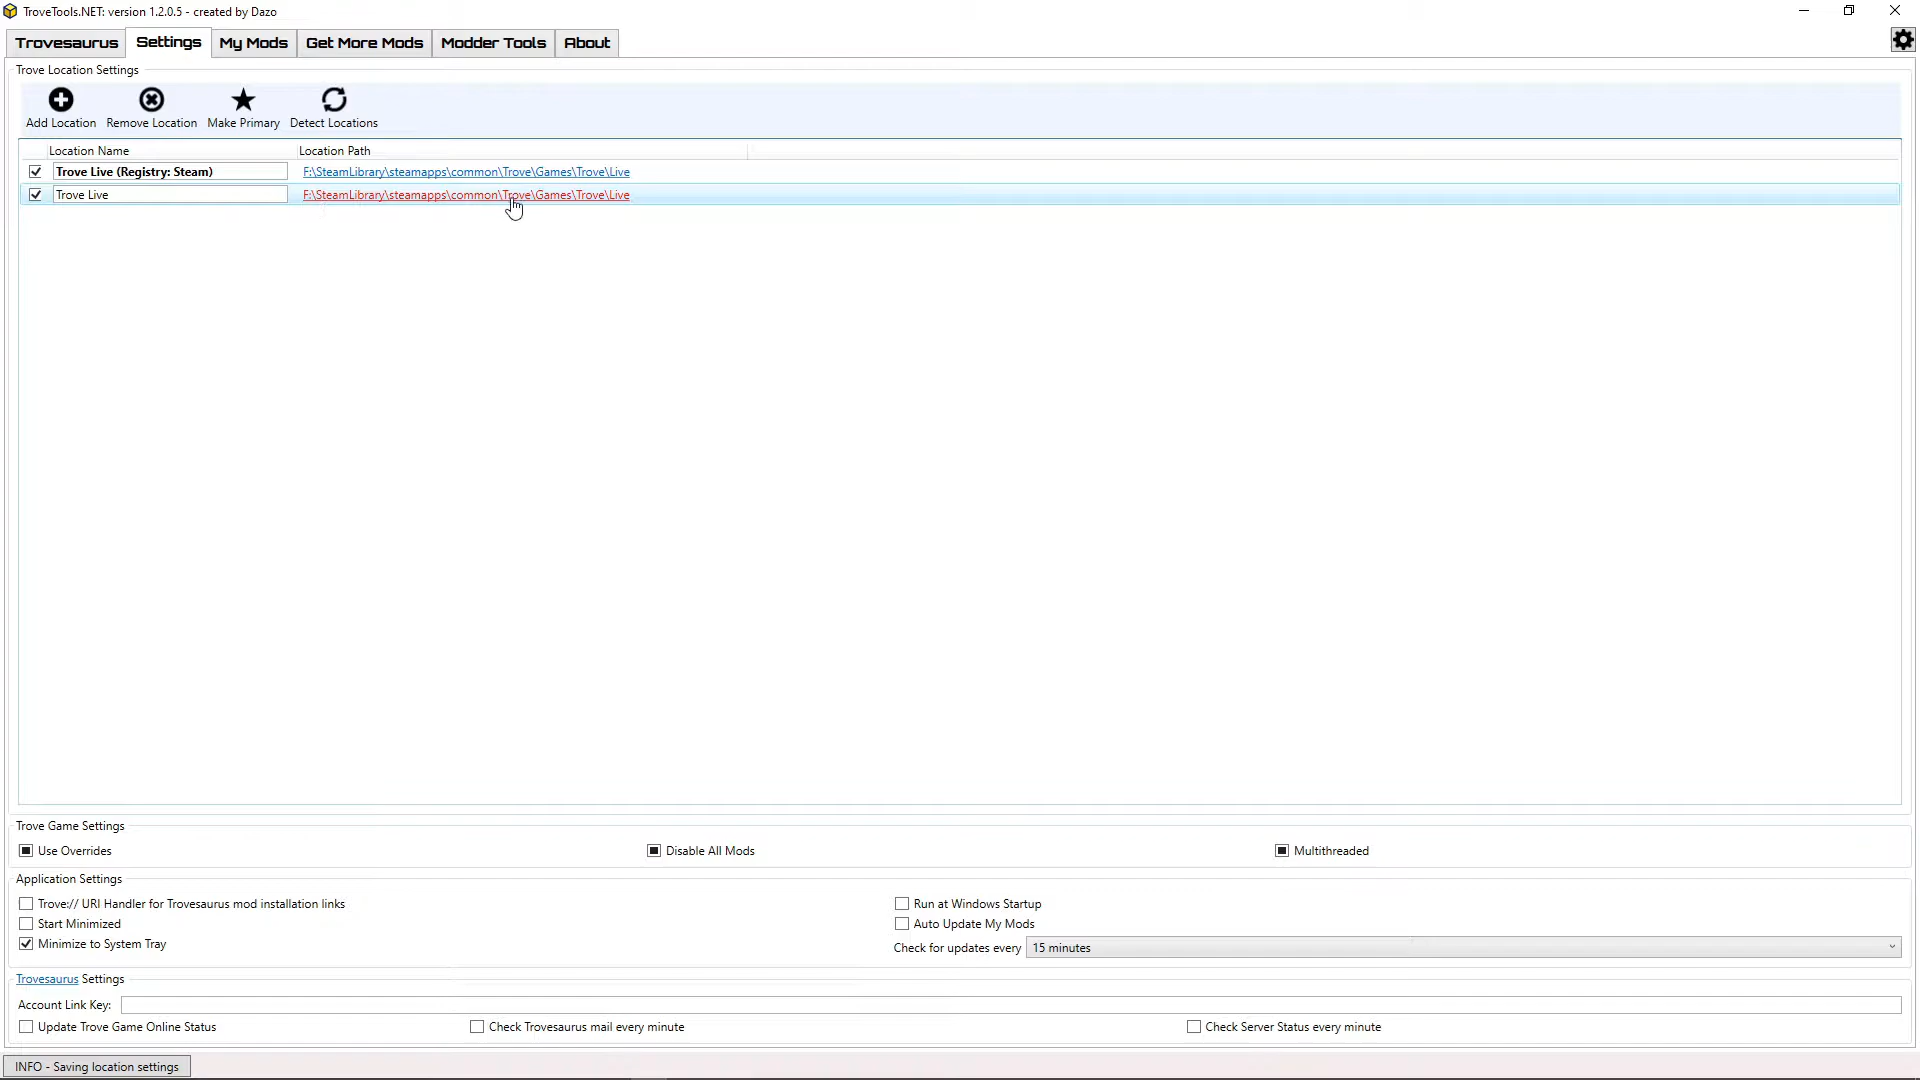 TroveTools.NET: version 1.2.0.5 - created by Dazo
Trovesaurus Settings My Mods Get More Mods Modder Tools About
Trove Location Settings
Add Location Remove Location Make Primary Detect Locations
Location Name Location Path
Trove Live (Registry: Steam) F:\SteamLibrary\steamapps\common\Trove\Games\Trove\Live
Trove Live F:\SteamLibrary\steamapps\common\Trove\Games\Trove\Live
Trove Game Settings
Use Overrides Disable All Mods Multithreaded
Application Settings
Trove:// URI Handler for Trovesaurus mod installation links Run at Windows Startup
Start Minimized Auto Update My Mods
Minimize to System Tray Check for updates every 15 minutes
Trovesaurus Settings
Account Link Key:
Update Trove Game Online Status Check Trovesaurus mail every minute Check Server Status every minute
INFO - Saving location settings